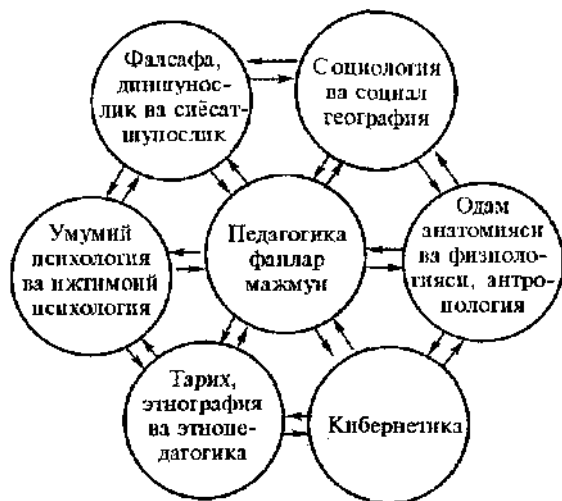 Фалсафа,
диншунос-
лик ва сиёсат-
шунослик
Социология
ва социал
география
Умумий
психология
ва ижтимоий
психология
Педагогика
фанлар
мажмуи
Одам
анатомияси
ва физиоло-
гияси, антро-
пология
Тарих,
этнография
ва этнопе-
дагогика
Кибернетика